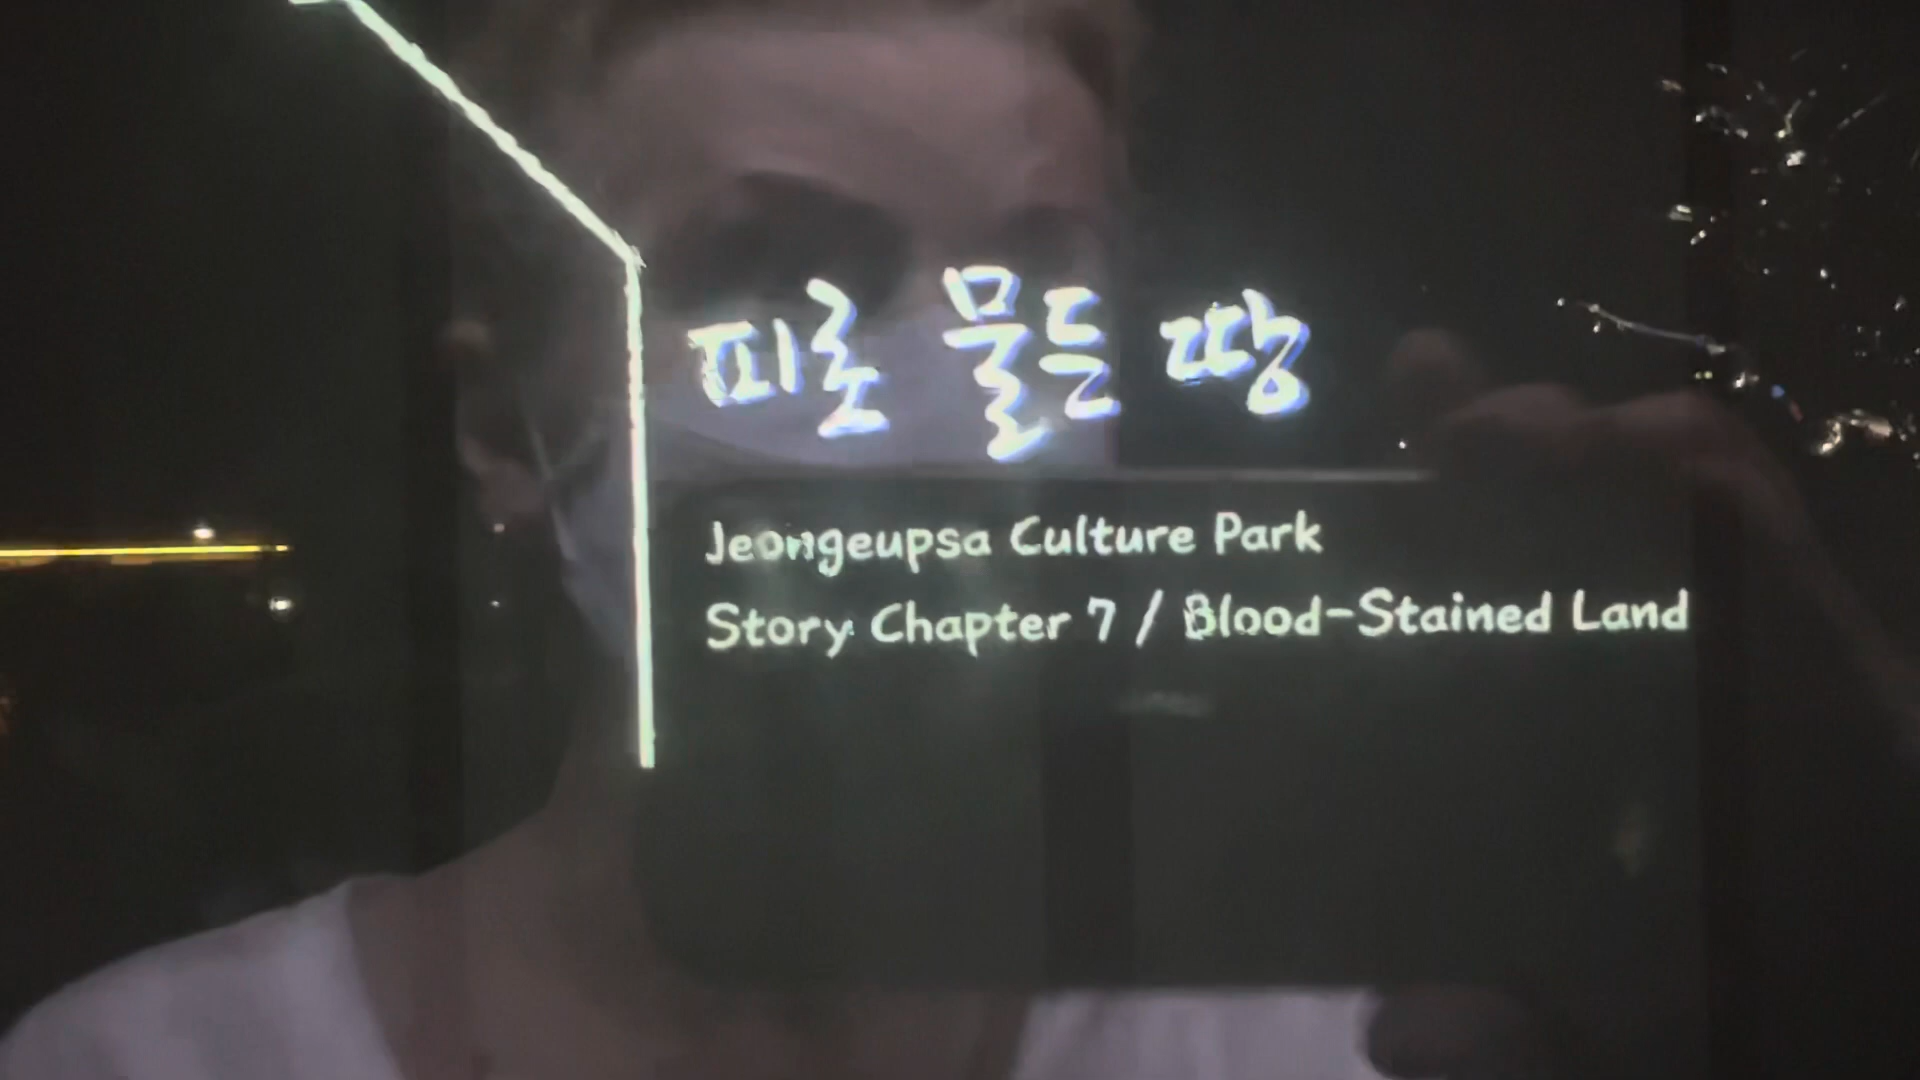 피로 물든 땅
Jeongeupsa Culture Park
Story Chapter 7 / Blood-Stained Land